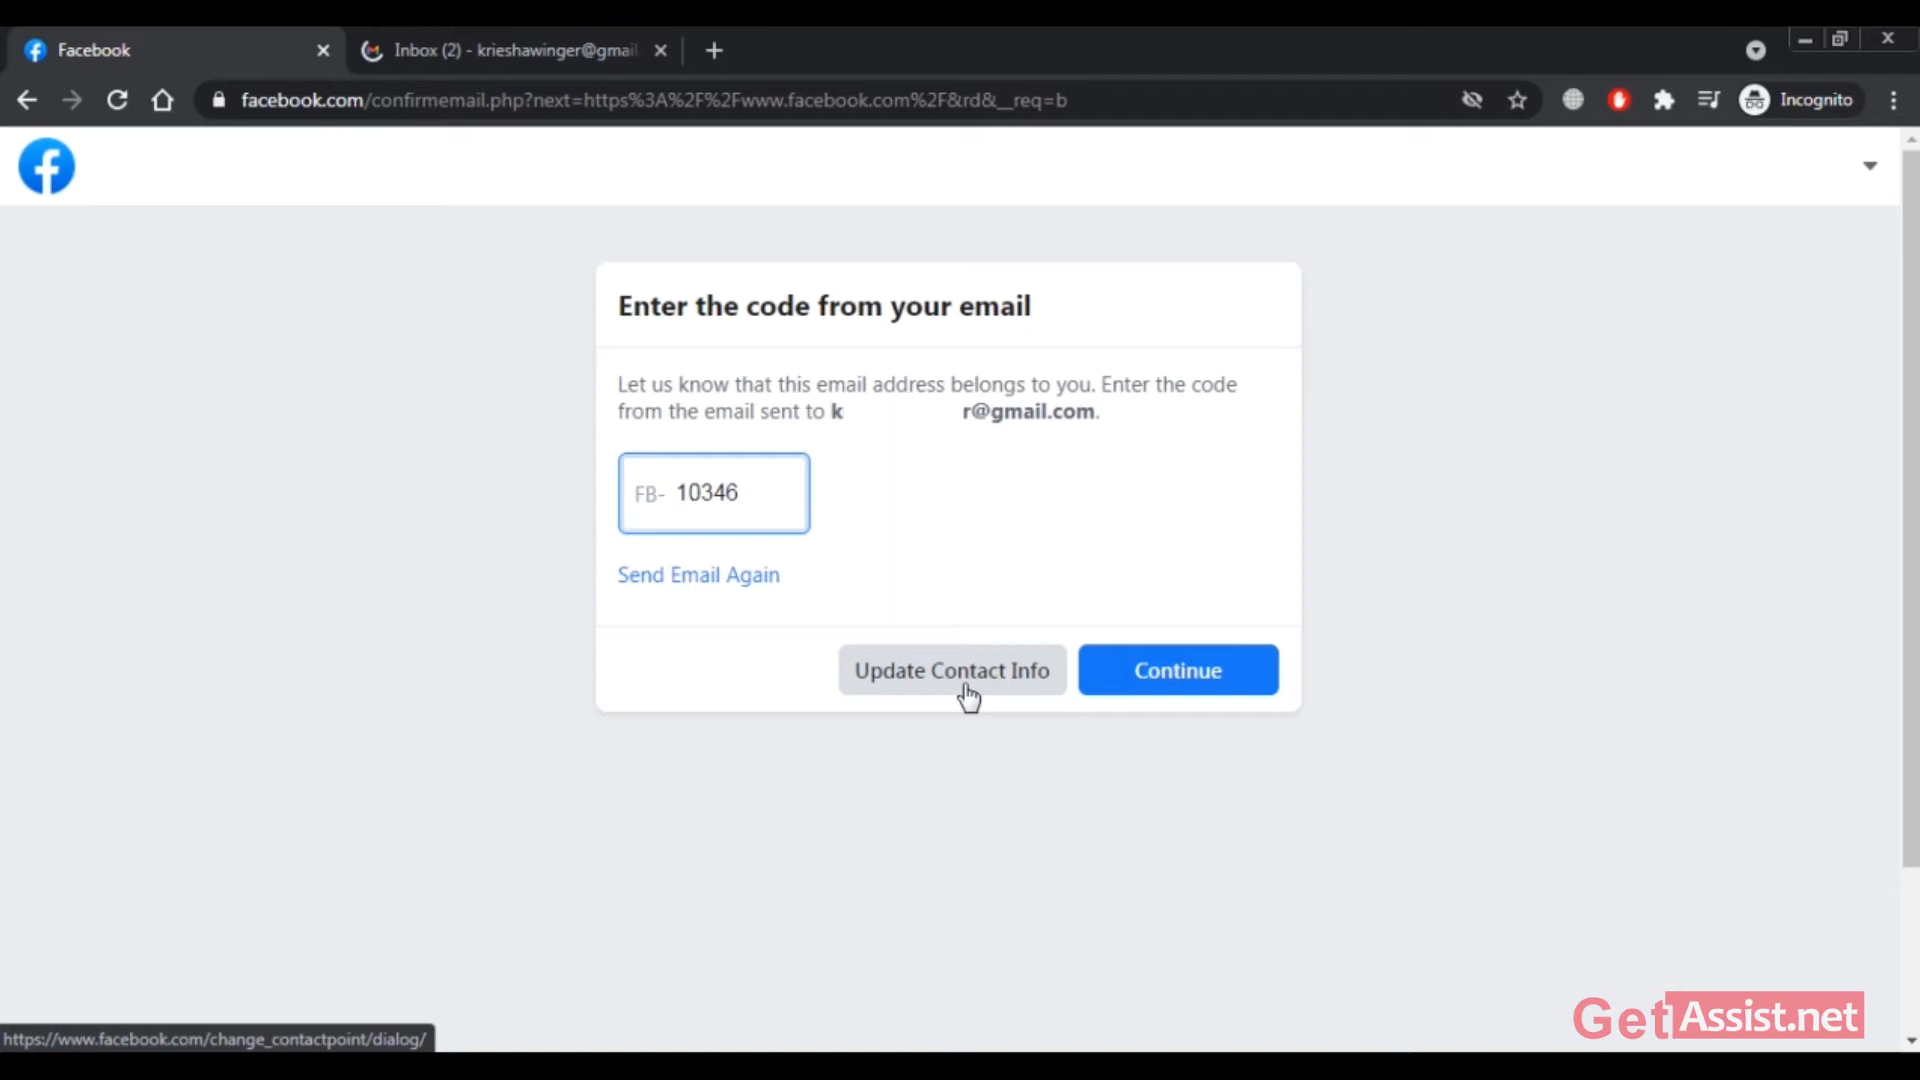 Facebook
Inbox (2) - krieshawinger@gmail
facebook.com/confirmemail.php?next=https%3A%2F%2Fwww.facebook.com%2F&rd&__req=b
Incognito
Enter the code from your email
Let us know that this email address belongs to you. Enter the code
from the email sent to k r@gmail.com.
FB- 10346
Send Email Again
Update Contact Info
Continue
GetAssist.net
https://www.facebook.com/change_contactpoint/dialog/